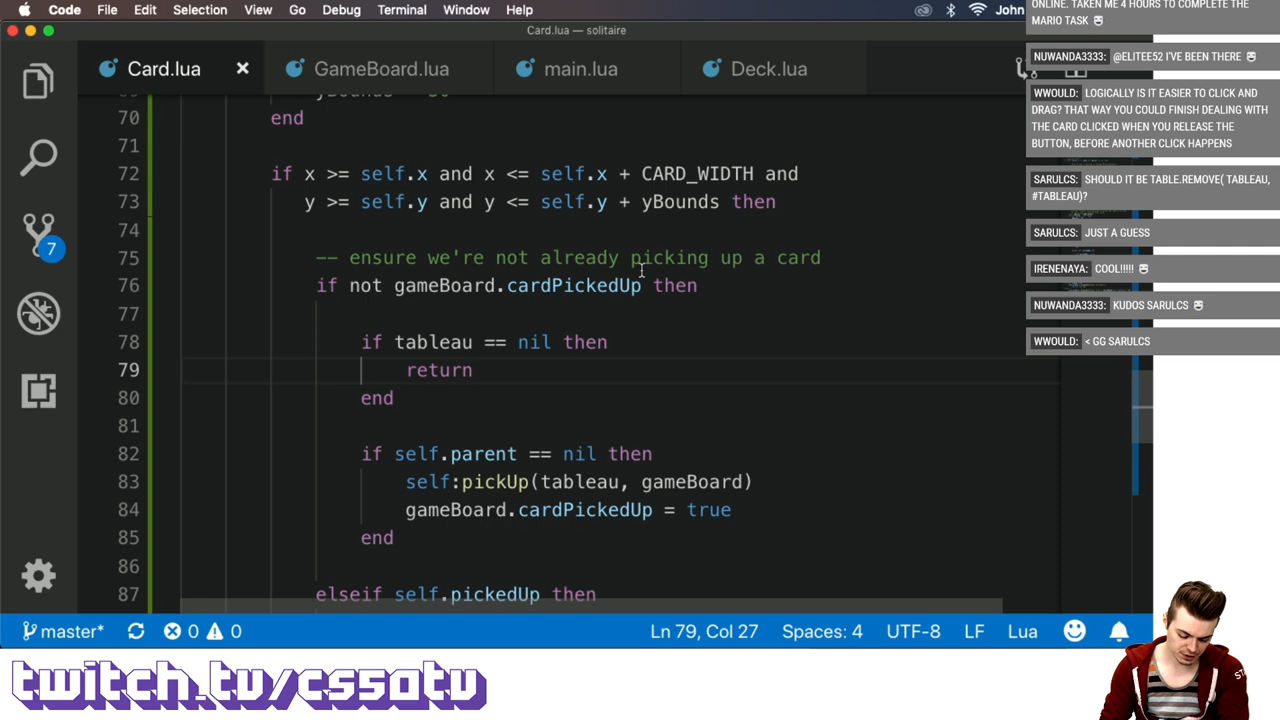 Code File Edit Selection View Go Debug Terminal Window Help John
Card.lua — solitaire
Card.lua GameBoard.lua main.lua Deck.lua
70 end
71
72 if x >= self.x and x <= self.x + CARD_WIDTH and
73 y >= self.y and y <= self.y + yBounds then
74
75 -- ensure we're not already picking up a card
76 if not gameBoard.cardPickedUp then
77
78 if tableau == nil then
79 return
80 end
81
82 if self.parent == nil then
83 self:pickUp(tableau, gameBoard)
84 gameBoard.cardPickedUp = true
85 end
86
87 elseif self.pickedUp then
7
master* 0 0 Ln 79, Col 27 Spaces: 4 UTF-8 LF Lua
twitch.tv/cs50tv
ONLINE. TAKEN ME 4 HOURS TO COMPLETE THE
MARIO TASK
NUWANDA3333: @ELITEE52 I'VE BEEN THERE
WWOULD: LOGICALLY IS IT EASIER TO CLICK AND
DRAG? THAT WAY YOU COULD FINISH DEALING WITH
THE CARD CLICKED WHEN YOU RELEASE THE
BUTTON, BEFORE ANOTHER CLICK HAPPENS
SARULCS: SHOULD IT BE TABLE.REMOVE( TABLEAU,
#TABLEAU)?
SARULCS: JUST A GUESS
IRENENAYA: COOL!!!!!
NUWANDA3333: KUDOS SARULCS
WWOULD: < GG SARULCS